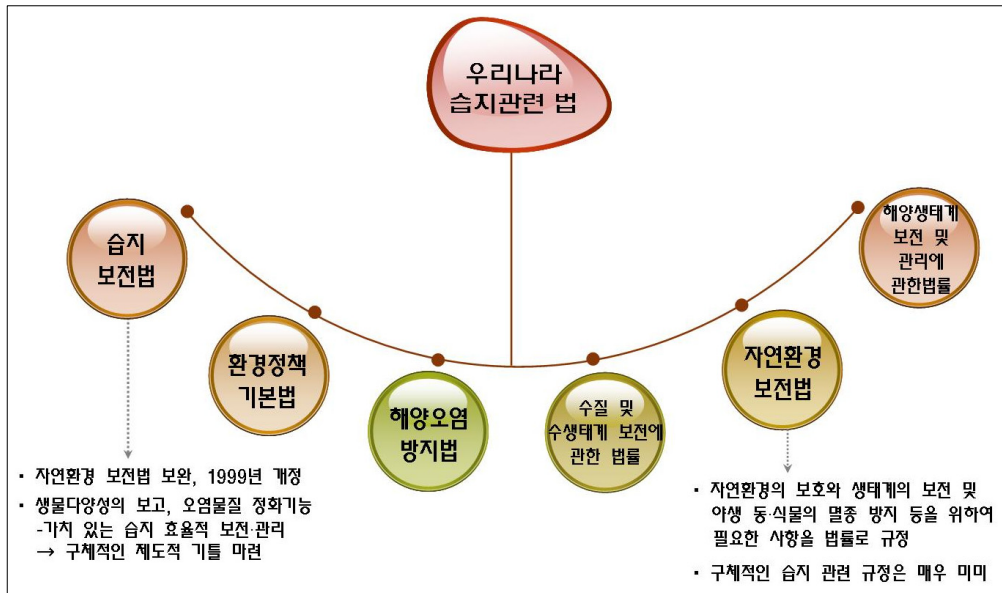 우리나라
습지관련 법
습지
보전법
환경정책
기본법
해양오염
방지법
수질 및
수생태계 보전에
관한 법률
자연환경
보전법
해양생태계
보전 및
관리에
관한법률
▪ 자연환경 보전법 보완, 1999년 개정
▪ 생물다양성의 보고, 오염물질 정화기능
-가치 있는 습지 효율적 보전·관리
→ 구체적인 제도적 기틀 마련
▪ 자연환경의 보호와 생태계의 보전 및
야생 동·식물의 멸종 방지 등을 위하여
필요한 사항을 법률로 규정
▪ 구체적인 습지 관련 규정은 매우 미미